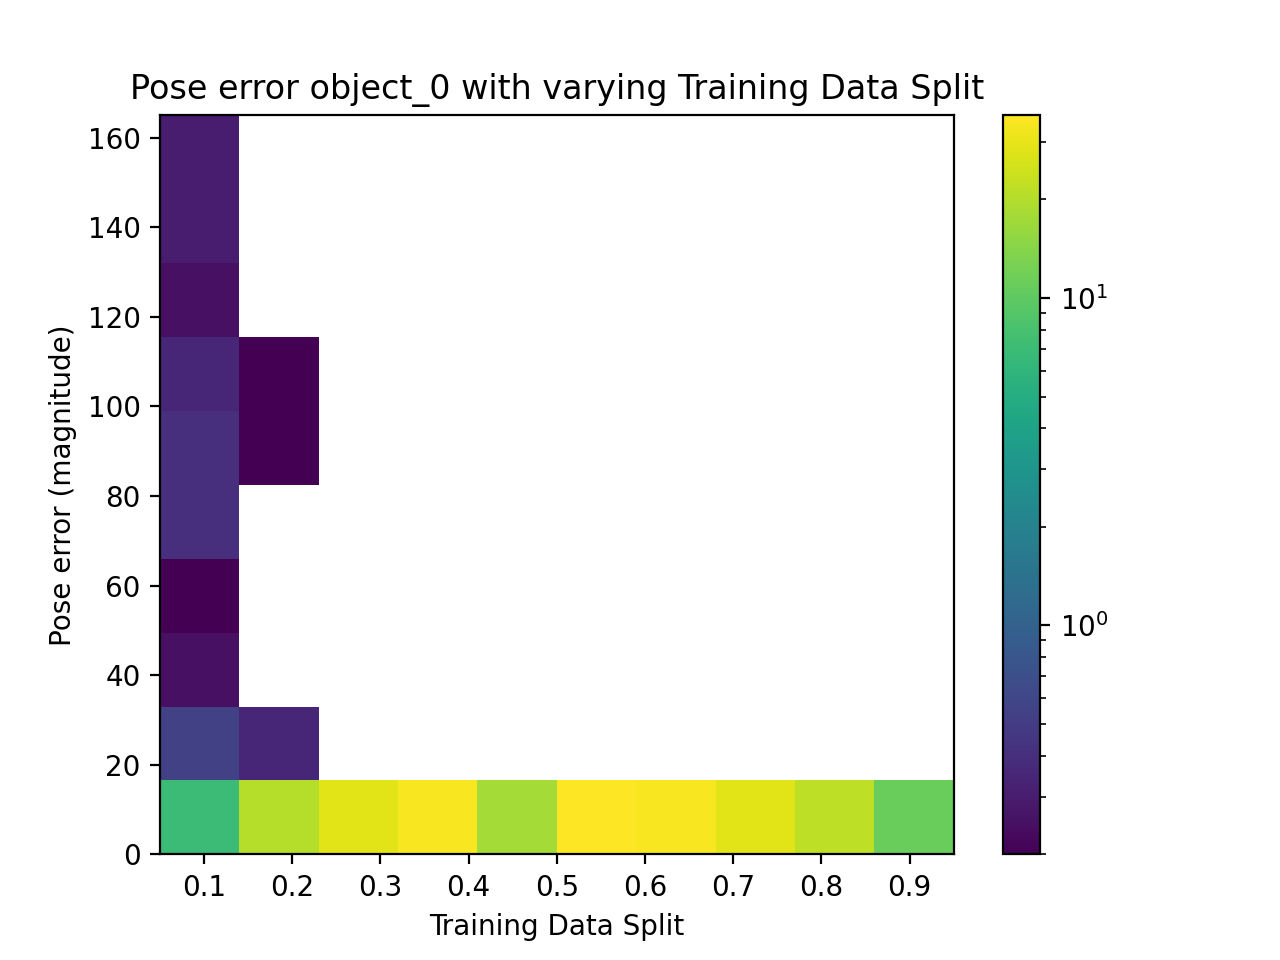 Pose error object_0 with varying Training Data Split
160
140
120
100
80
60
40
20
0
Pose error (magnitude)
0.1 0.2 0.3 0.4 0.5 0.6 0.7 0.8 0.9
Training Data Split
10¹
10⁰